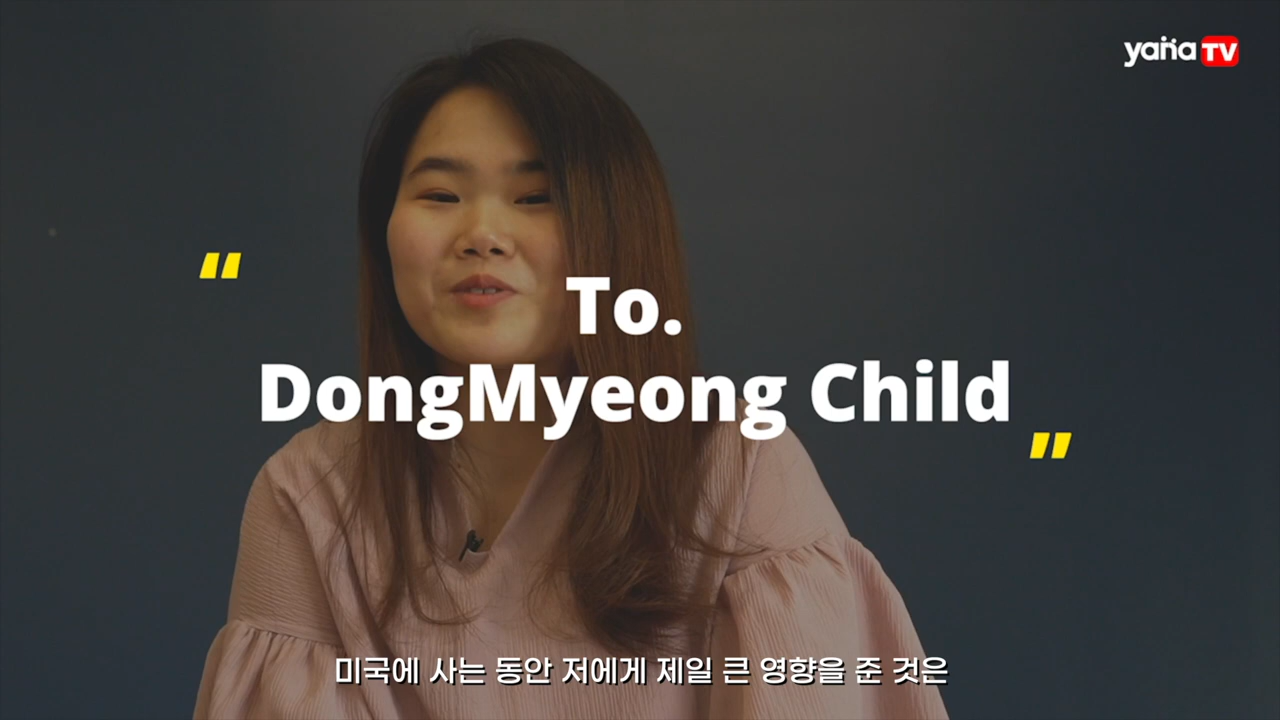 yana TV
“
To.
DongMyeong Child
”
미국에 사는 동안 저에게 제일 큰 영향을 준 것은